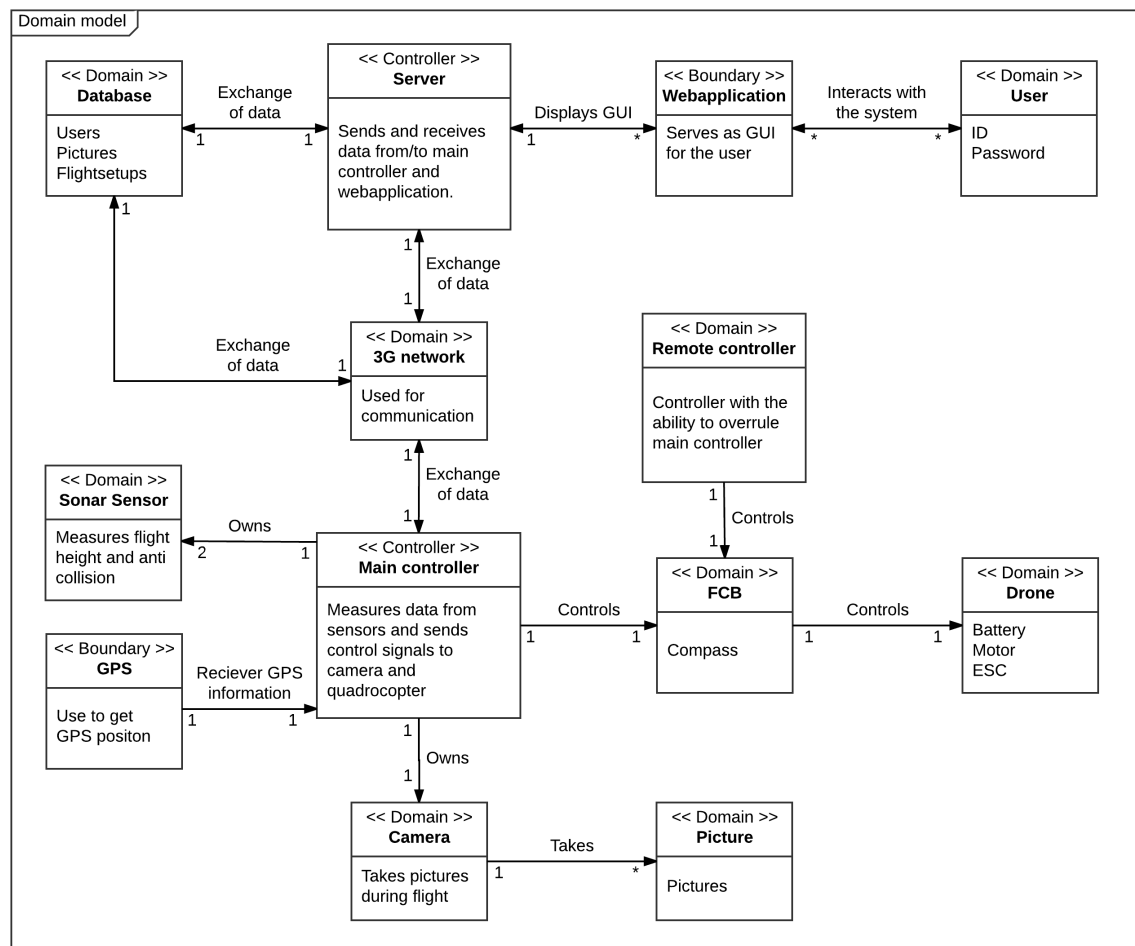 Domain model
<< Domain >>
Database
Users
Pictures
Flightsetups
Exchange
of data
1
1
<< Controller >>
Server
Sends and receives
data from/to main
controller and
webapplication.
Displays GUI
1
*
<< Boundary >>
Webapplication
Serves as GUI
for the user
Interacts with
the system
*
*
<< Domain >>
User
ID
Password
1
Exchange
of data
1
1
Exchange
of data
1
<< Domain >>
3G network
Used for
communication
1
Exchange
of data
1
<< Domain >>
Remote controller
Controller with the
ability to overrule
main controller
1
Controls
1
<< Domain >>
Sonar Sensor
Measures flight
height and anti
collision
Owns
2
1
<< Controller >>
Main controller
Measures data from
sensors and sends
control signals to
camera and
quadrocopter
Controls
1
1
<< Domain >>
FCB
Compass
Controls
1
1
<< Domain >>
Drone
Battery
Motor
ESC
<< Boundary >>
GPS
Use to get
GPS positon
Reciever GPS
information
1
1
1
Owns
1
<< Domain >>
Camera
Takes pictures
during flight
Takes
1
*
<< Domain >>
Picture
Pictures